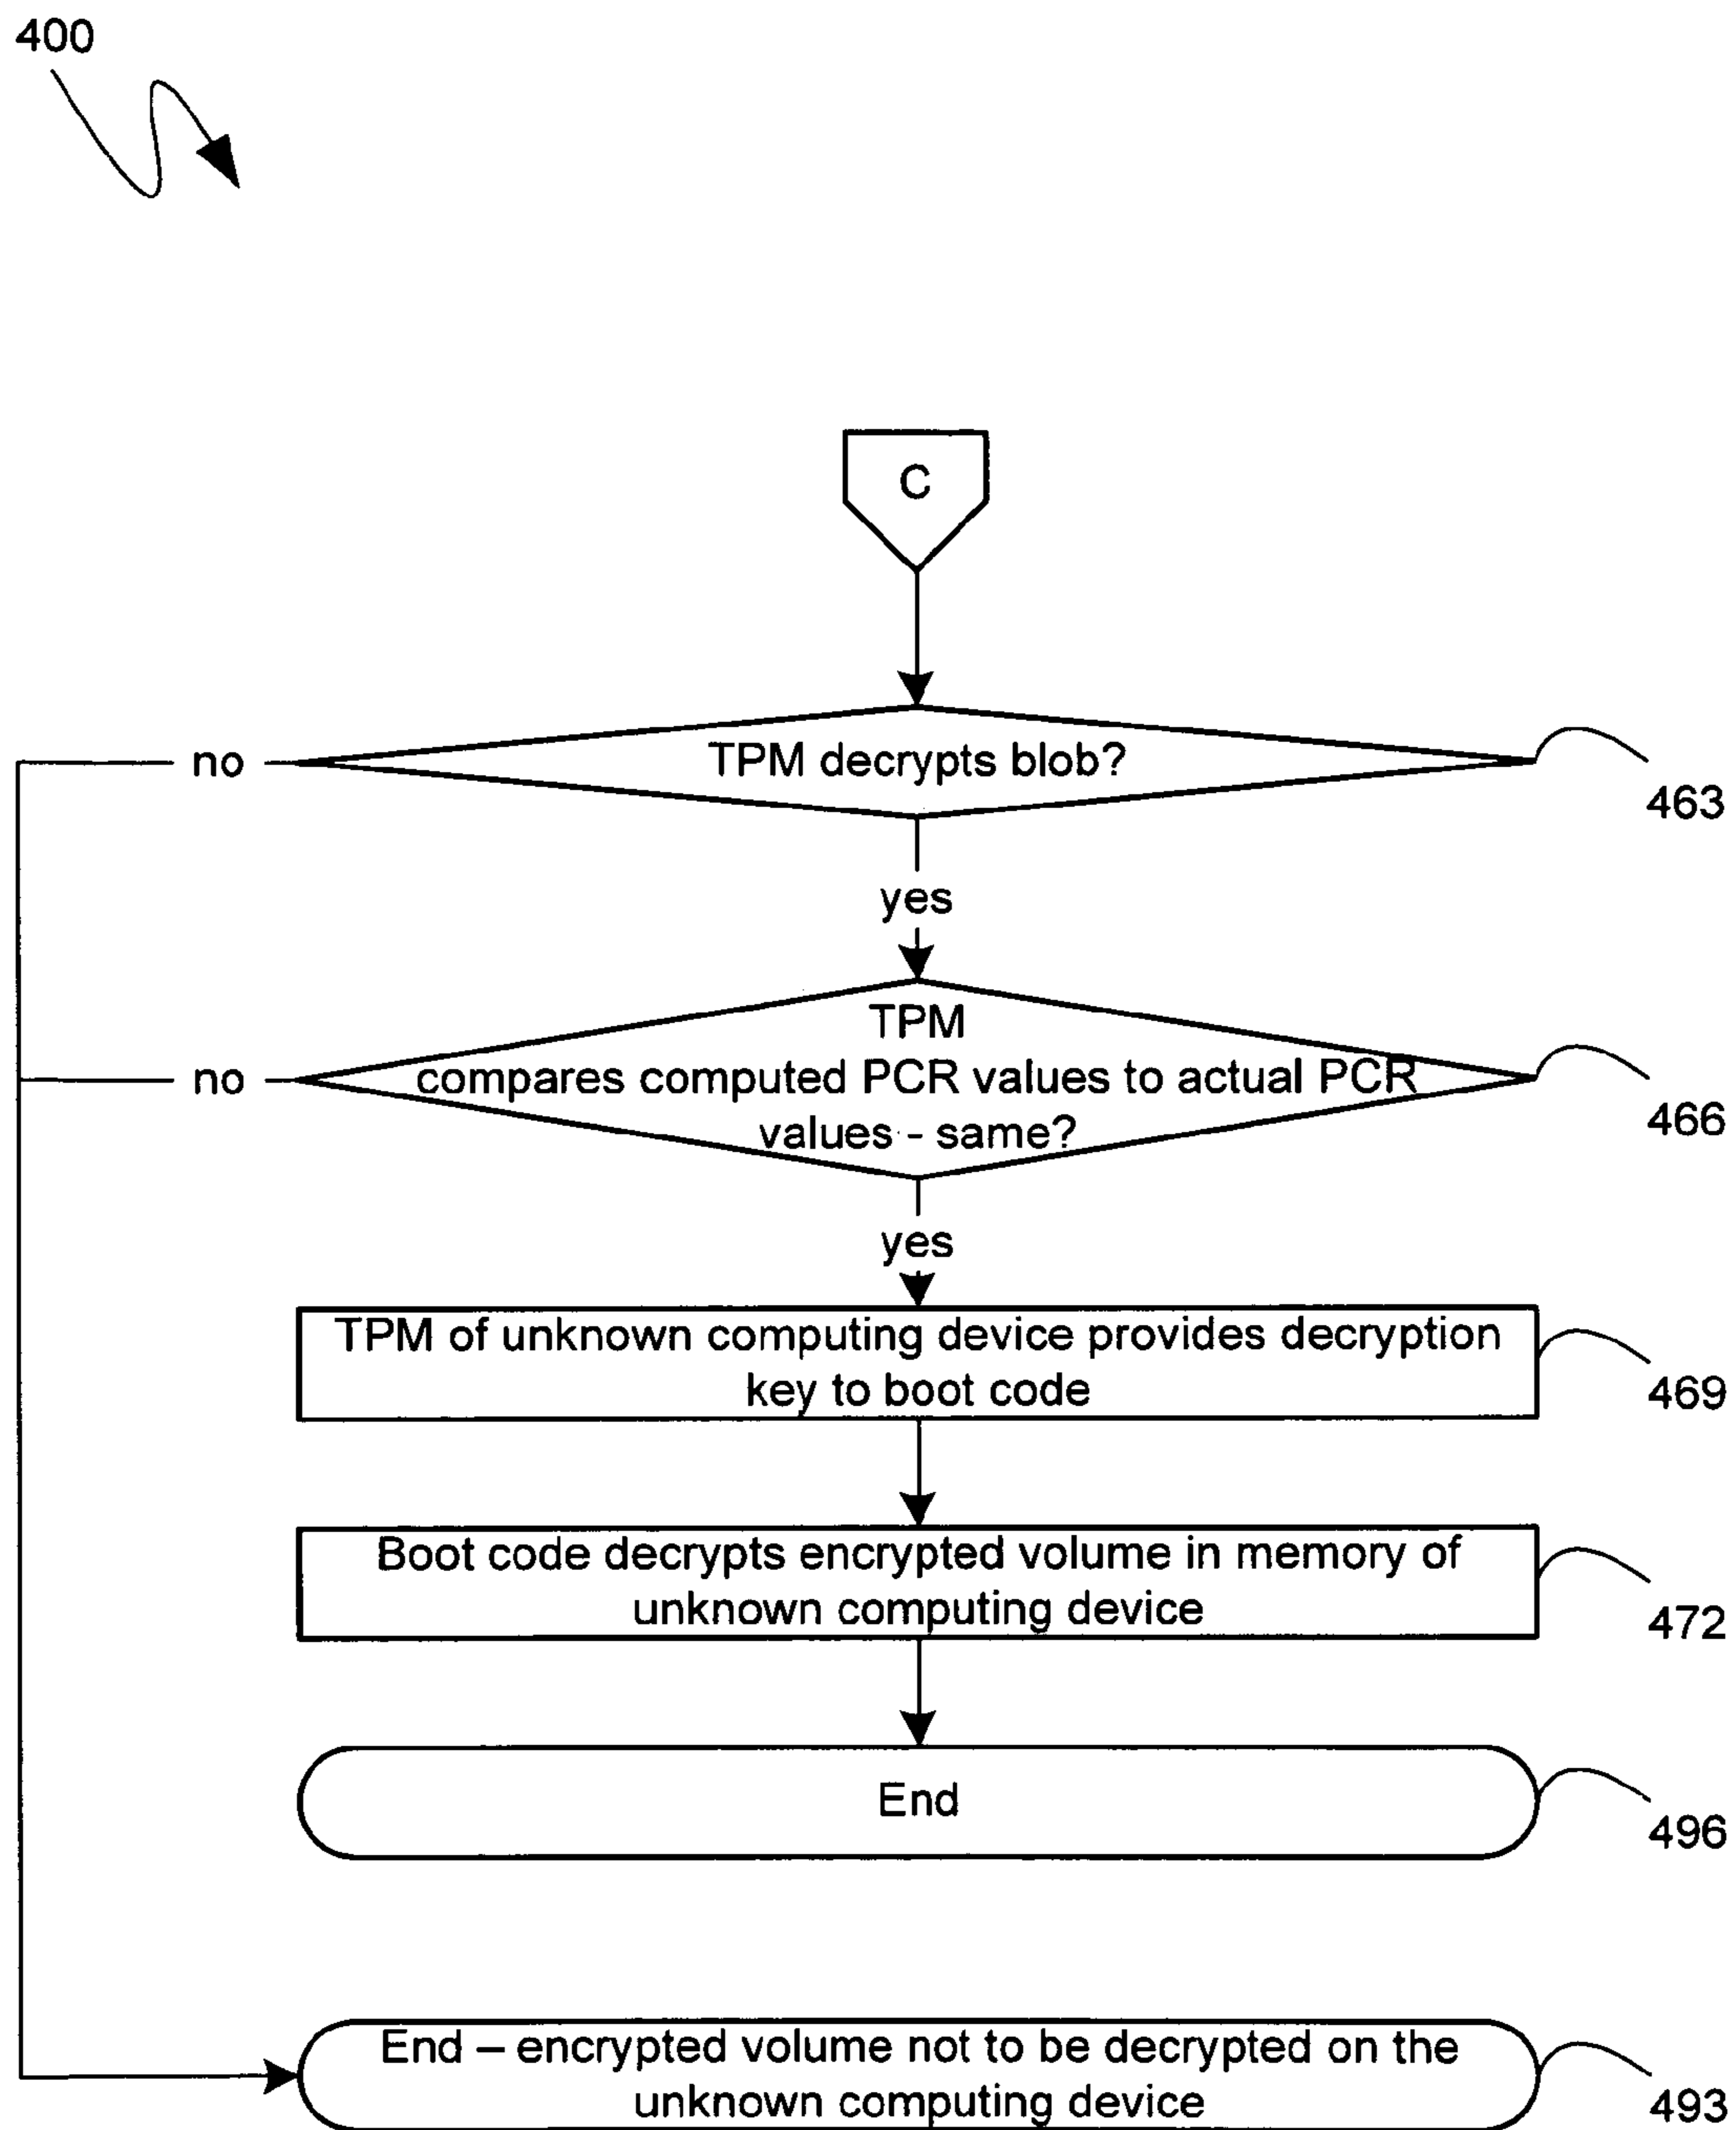 400
C
TPM decrypts blob?
no
463
yes
TPM
compares computed PCR values to actual PCR
values - same?
no
466
yes
TPM of unknown computing device provides decryption
key to boot code
469
Boot code decrypts encrypted volume in memory of
unknown computing device
472
End
496
End – encrypted volume not to be decrypted on the
unknown computing device
493